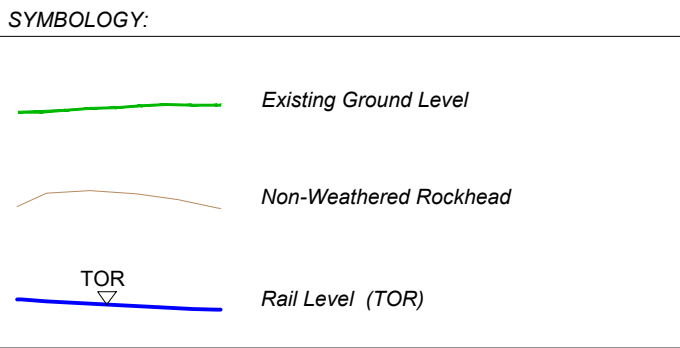 SYMBOLOGY:
Existing Ground Level
Non-Weathered Rockhead
TOR
Rail Level (TOR)